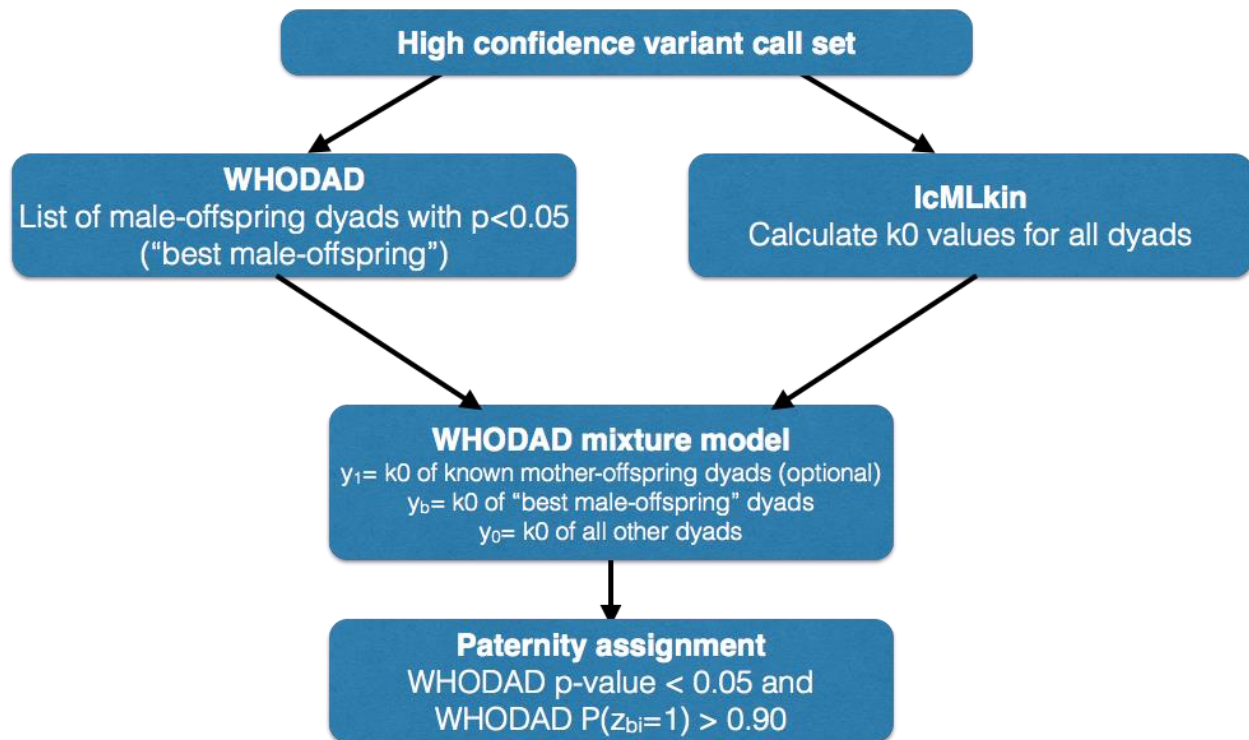 High confidence variant call set
WHODAD
List of male-offspring dyads with p<0.05
(“best male-offspring”)
lcMLkin
Calculate k0 values for all dyads
WHODAD mixture model
y₁= k0 of known mother-offspring dyads (optional)
y_b= k0 of “best male-offspring” dyads
y₀= k0 of all other dyads
Paternity assignment
WHODAD p-value < 0.05 and
WHODAD P(z_bi=1) > 0.90